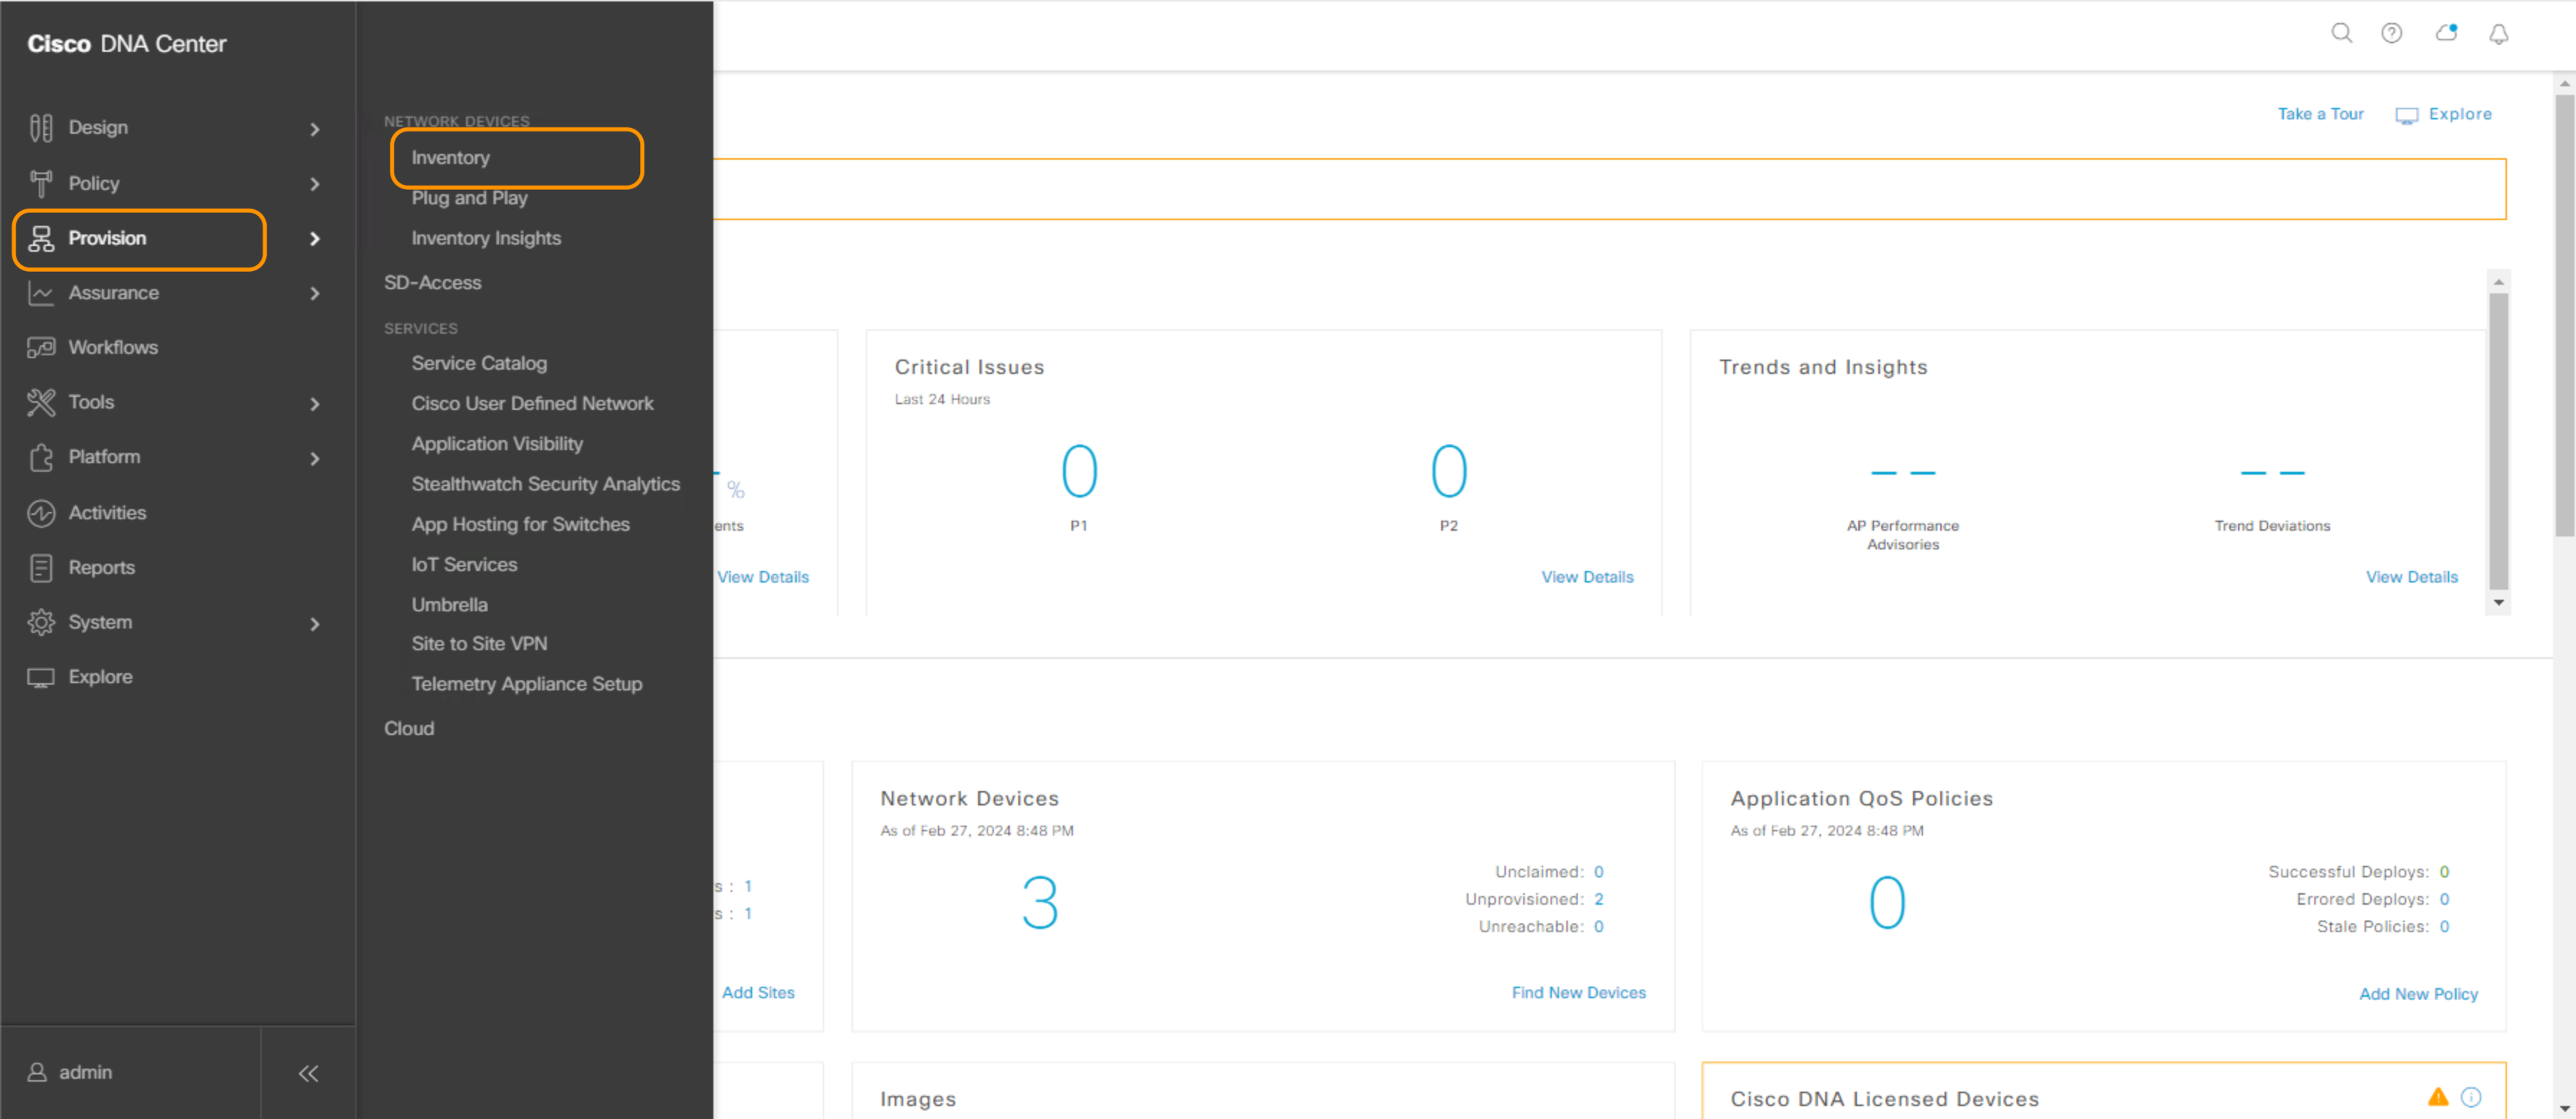 Cisco DNA Center
Design
Policy
Provision
Assurance
Workflows
Tools
Platform
Activities
Reports
System
Explore
admin
NETWORK DEVICES
Inventory
Plug and Play
Inventory Insights
SD-Access
SERVICES
Service Catalog
Cisco User Defined Network
Application Visibility
Stealthwatch Security Analytics
App Hosting for Switches
IoT Services
Umbrella
Site to Site VPN
Telemetry Appliance Setup
Cloud
Take a Tour
Explore
%
ents
View Details
Critical Issues
Last 24 Hours
0
P1
0
P2
View Details
Trends and Insights
– –
AP Performance
Advisories
– –
Trend Deviations
View Details
s : 1
s : 1
Add Sites
Network Devices
As of Feb 27, 2024 8:48 PM
3
Unclaimed: 0
Unprovisioned: 2
Unreachable: 0
Find New Devices
Application QoS Policies
As of Feb 27, 2024 8:48 PM
0
Successful Deploys: 0
Errored Deploys: 0
Stale Policies: 0
Add New Policy
Images
Cisco DNA Licensed Devices